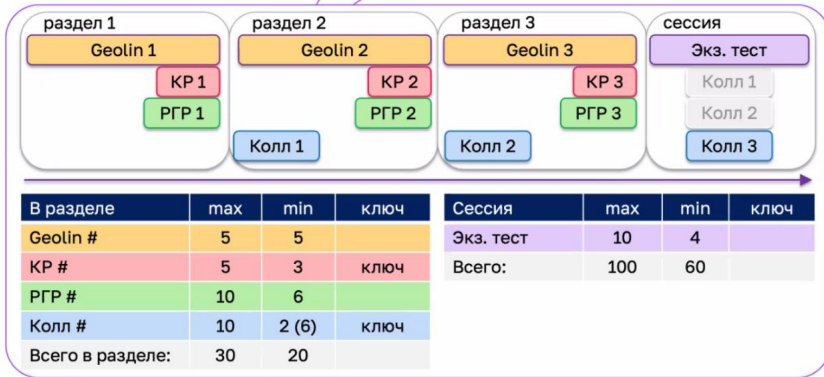 раздел 1 раздел 2 раздел 3 сессия
Geolin 1 Geolin 2 Geolin 3 Экз. тест
КР 1 КР 2 КР 3 Колл 1
РГР 1 РГР 2 РГР 3 Колл 2
Колл 1 Колл 2 Колл 3
В разделе max min ключ
Geolin # 5 5
КР # 5 3 ключ
РГР # 10 6
Колл # 10 2 (6) ключ
Всего в разделе: 30 20
Сессия max min ключ
Экз. тест 10 4
Всего: 100 60